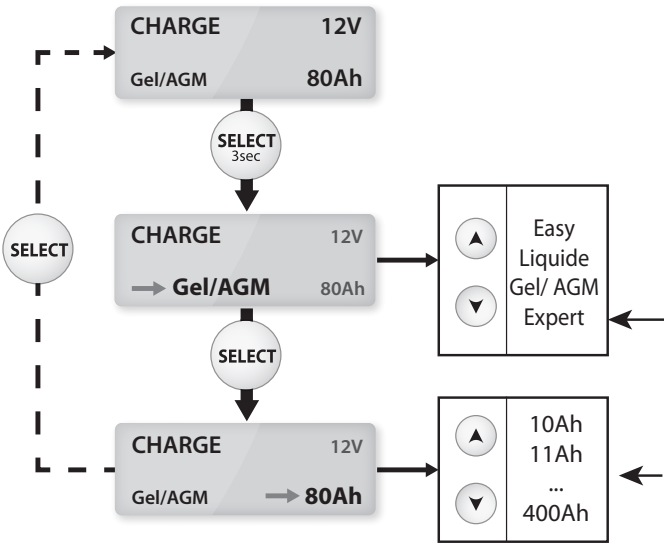 CHARGE 12V
Gel/AGM 80Ah
SELECT
3sec
CHARGE 12V
Gel/AGM 80Ah
Easy
Liquide
Gel/ AGM
Expert
SELECT
SELECT
CHARGE 12V
Gel/AGM 80Ah
10Ah
11Ah
...
400Ah